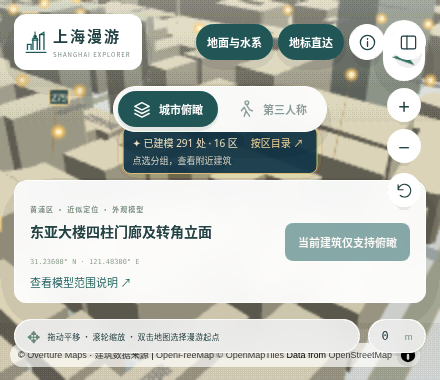 上海漫游
SHANGHAI EXPLORER
地面与水系
地标直达
城市俯瞰
第三人称
✦ 已建模 291 处 · 16 区 按区目录 ↗
点选分组，查看附近建筑
黄浦区 · 近似定位 · 外观模型
东亚大楼四柱门廊及转角立面
31.23608° N · 121.48380° E
查看模型范围说明 ↗
当前建筑仅支持俯瞰
拖动平移 · 滚轮缩放 · 双击地图选择漫游起点
0 m
© Overture Maps · 建筑数据来源 | OpenFreeMap © OpenMapTiles Data from OpenStreetMap